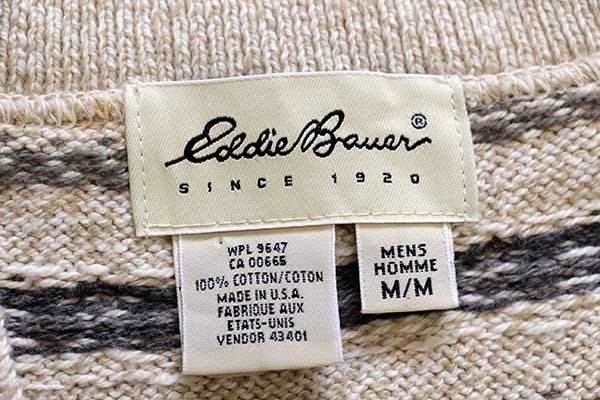 Eddie Bauer®
SINCE 1920
WPL 9647
CA 00665
100% COTTON/COTON
MADE IN U.S.A.
FABRIQUE AUX
ETATS-UNIS
VENDOR 43401
MENS
HOMME
M/M